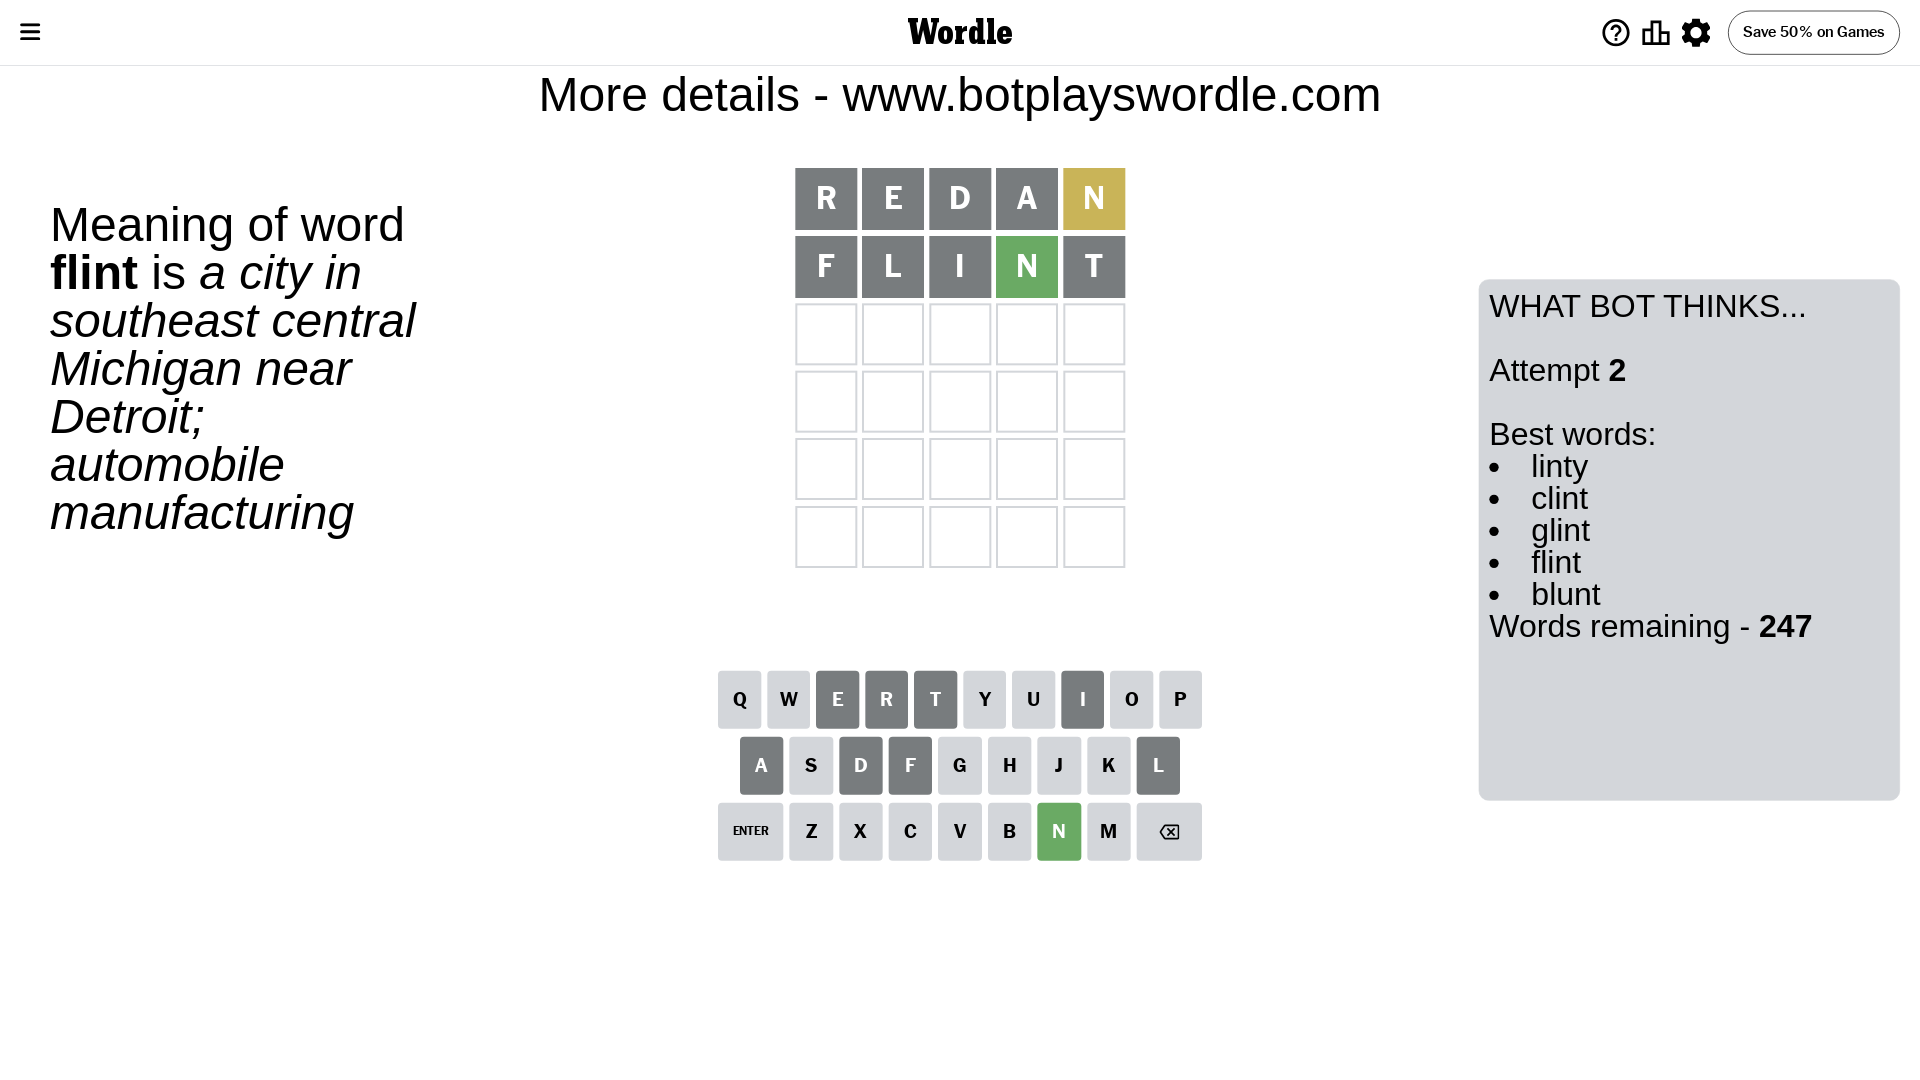 Wordle
Save 50% on Games
More details - www.botplayswordle.com
Meaning of word
flint is a city in
southeast central
Michigan near
Detroit;
automobile
manufacturing
R E D A N
F L I N T
WHAT BOT THINKS...
Attempt 2
Best words:
• linty
• clint
• glint
• flint
• blunt
Words remaining - 247
Q W E R T Y U I O P
A S D F G H J K L
ENTER Z X C V B N M